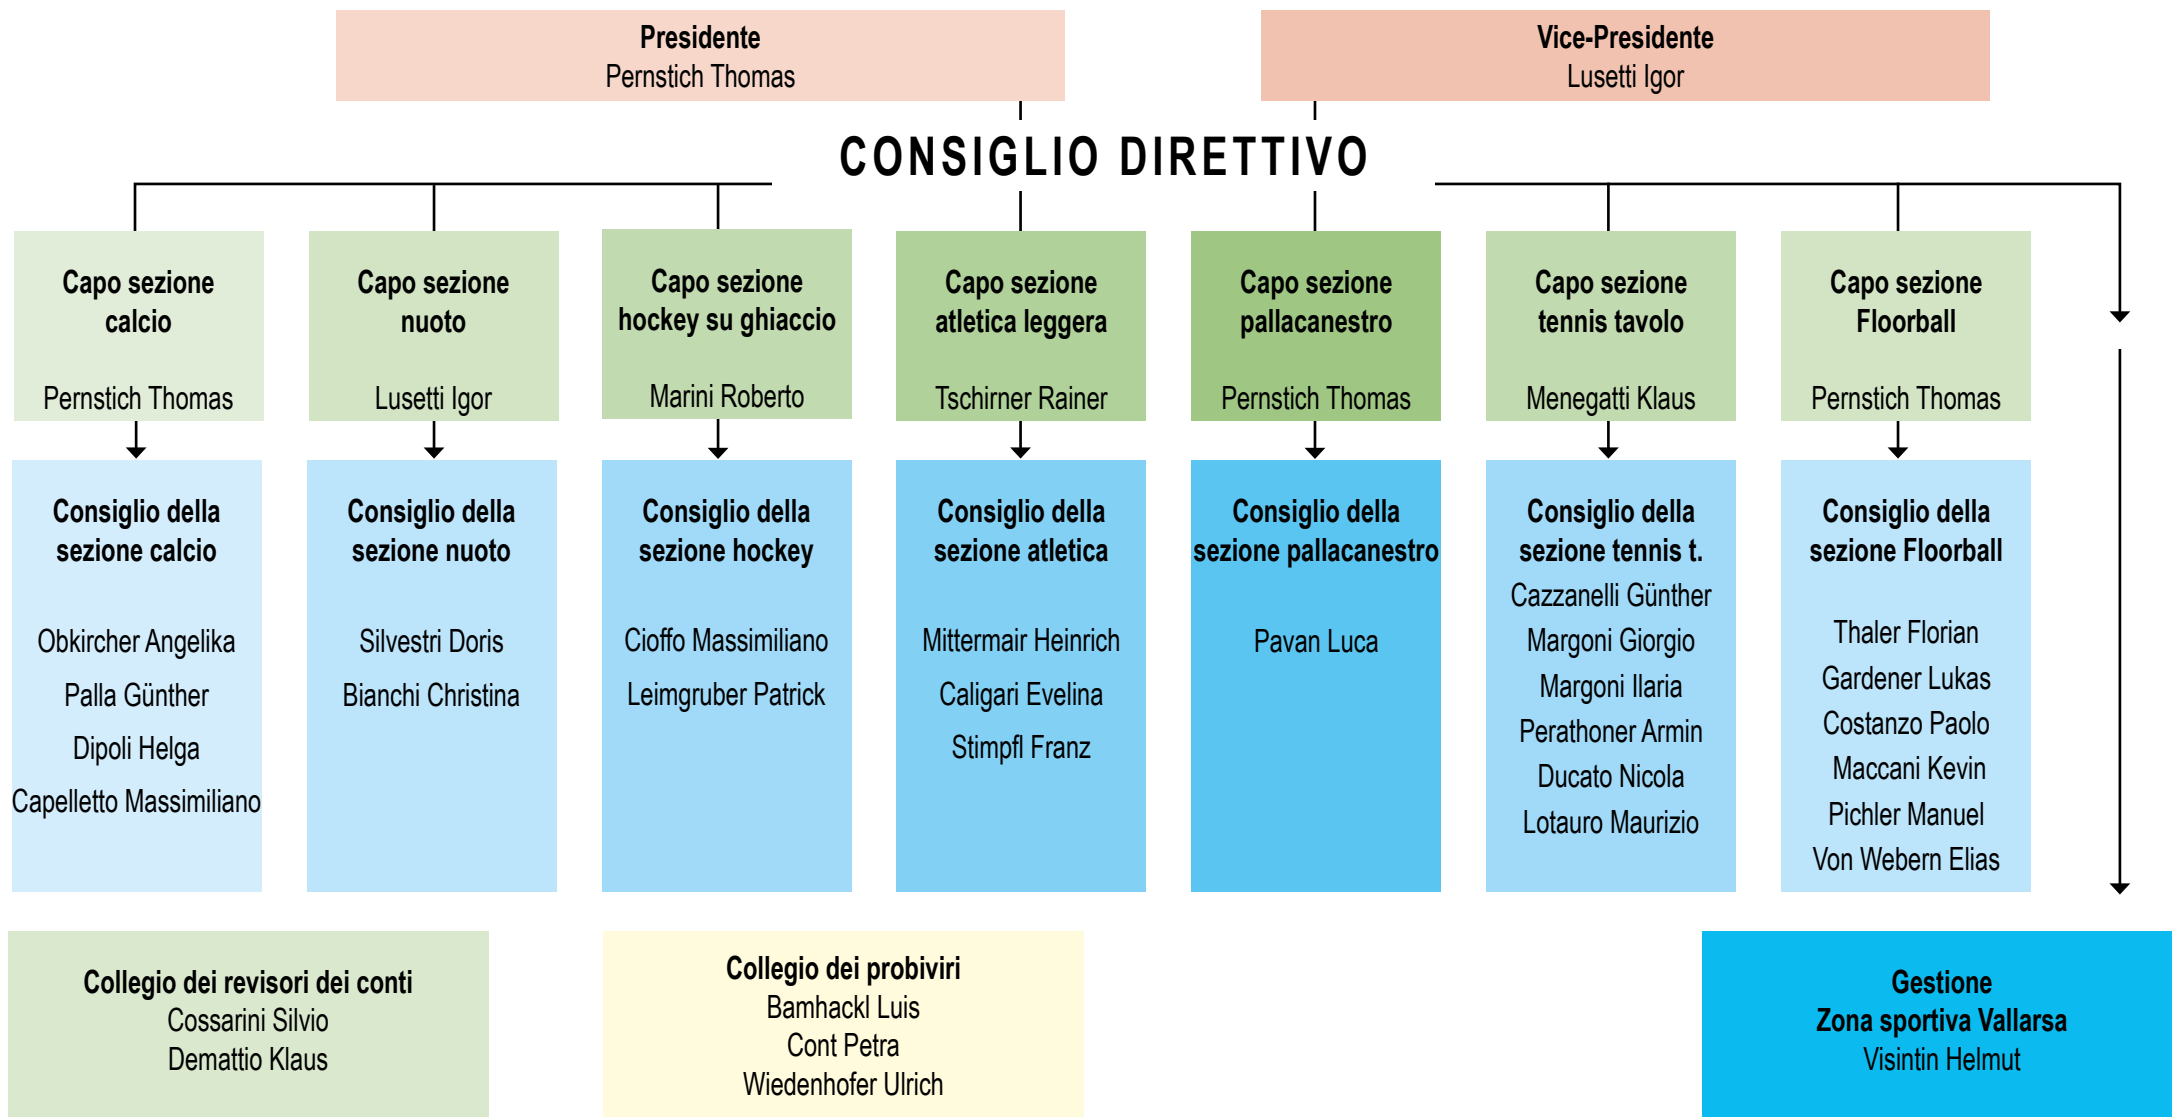 Presidente
Pernstich Thomas
Vice-Presidente
Lusetti Igor
CONSIGLIO DIRETTIVO
Capo sezione
calcio
Pernstich Thomas
Capo sezione
nuoto
Lusetti Igor
Capo sezione
hockey su ghiaccio
Marini Roberto
Capo sezione
atletica leggera
Tschirner Rainer
Capo sezione
pallacanestro
Pernstich Thomas
Capo sezione
tennis tavolo
Menegatti Klaus
Capo sezione
Floorball
Pernstich Thomas
Consiglio della
sezione calcio
Obkircher Angelika
Palla Günther
Dipoli Helga
Capelletto Massimiliano
Consiglio della
sezione nuoto
Silvestri Doris
Bianchi Christina
Consiglio della
sezione hockey
Cioffo Massimiliano
Leimgruber Patrick
Consiglio della
sezione atletica
Mittermair Heinrich
Caligari Evelina
Stimpfl Franz
Consiglio della
sezione pallacanestro
Pavan Luca
Consiglio della
sezione tennis t.
Cazzanelli Günther
Margoni Giorgio
Margoni Ilaria
Perathoner Armin
Ducato Nicola
Lotauro Maurizio
Consiglio della
sezione Floorball
Thaler Florian
Gardener Lukas
Costanzo Paolo
Maccani Kevin
Pichler Manuel
Von Webern Elias
Collegio dei revisori dei conti
Cossarini Silvio
Demattio Klaus
Collegio dei probiviri
Bamhackl Luis
Cont Petra
Wiedenhofer Ulrich
Gestione
Zona sportiva Vallarsa
Visintin Helmut